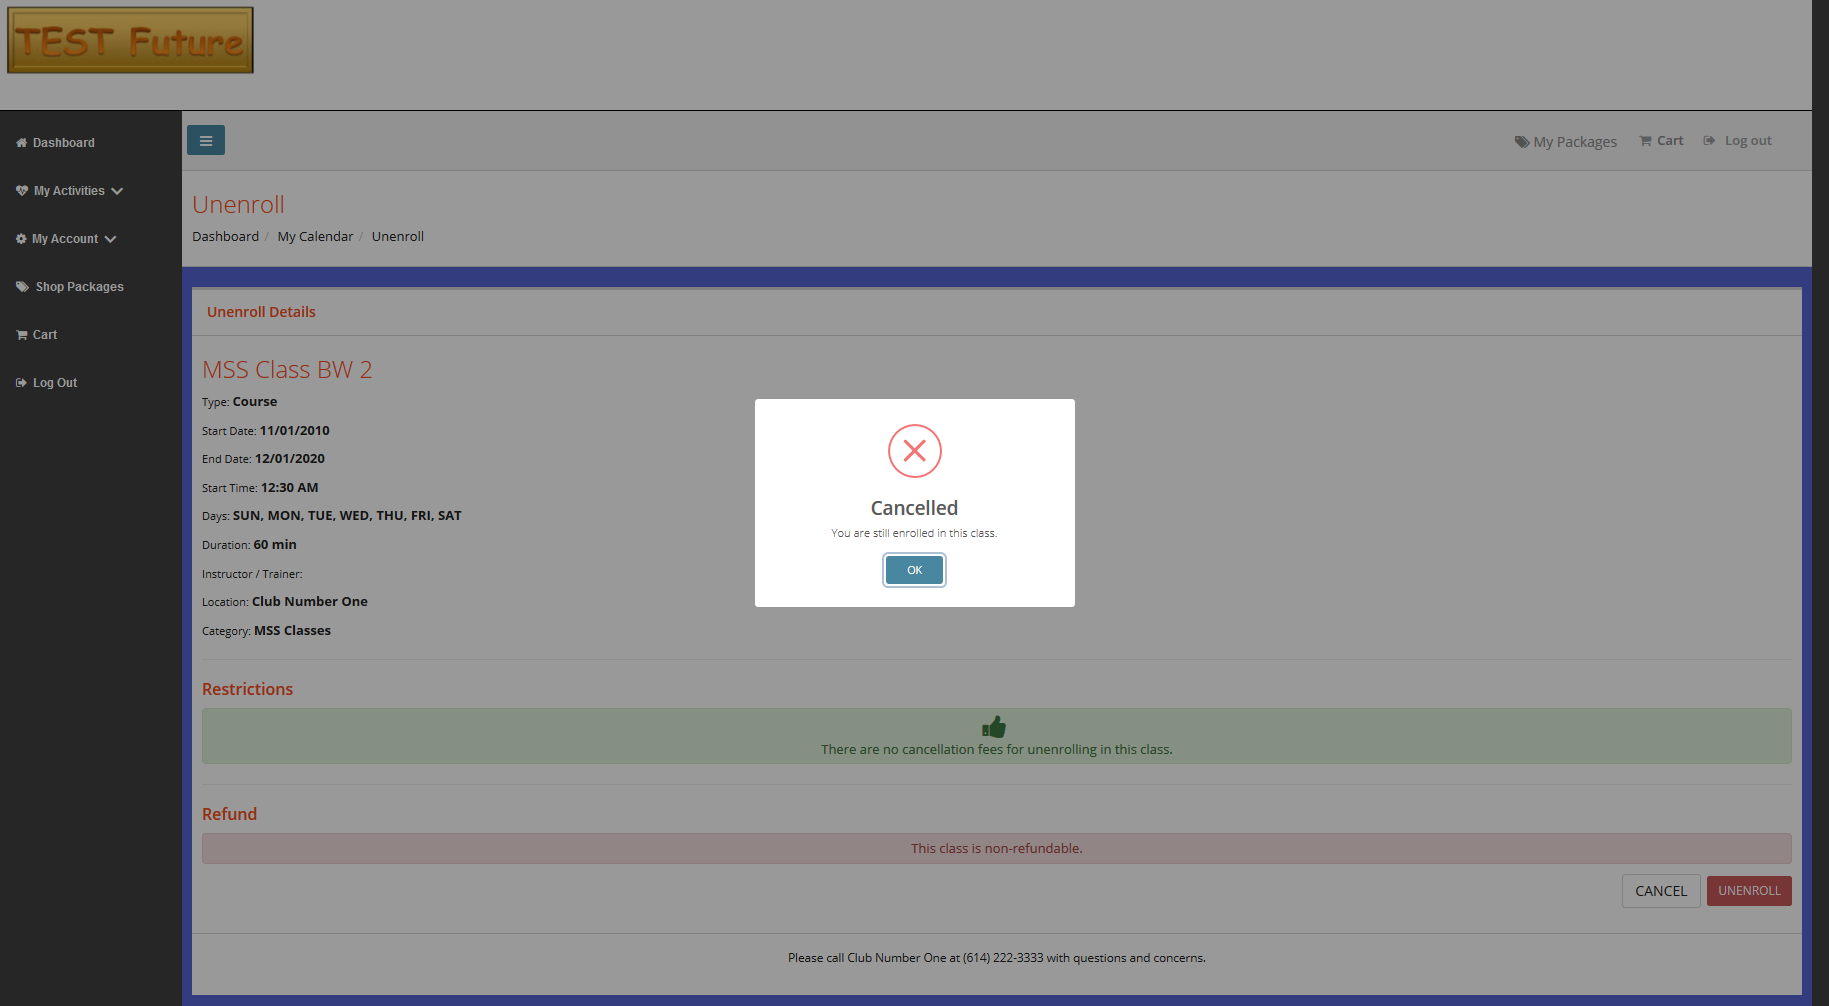 TEST Future
Dashboard
My Activities
My Account
Shop Packages
Cart
Log Out
My Packages
Cart
Log out
Unenroll
Dashboard / My Calendar / Unenroll
Unenroll Details
MSS Class BW 2
Type: Course
Start Date: 11/01/2010
End Date: 12/01/2020
Start Time: 12:30 AM
Days: SUN, MON, TUE, WED, THU, FRI, SAT
Duration: 60 min
Instructor / Trainer:
Location: Club Number One
Category: MSS Classes
Cancelled
You are still enrolled in this class.
OK
Restrictions
There are no cancellation fees for unenrolling in this class.
Refund
This class is non-refundable.
CANCEL
UNENROLL
Please call Club Number One at (614) 222-3333 with questions and concerns.